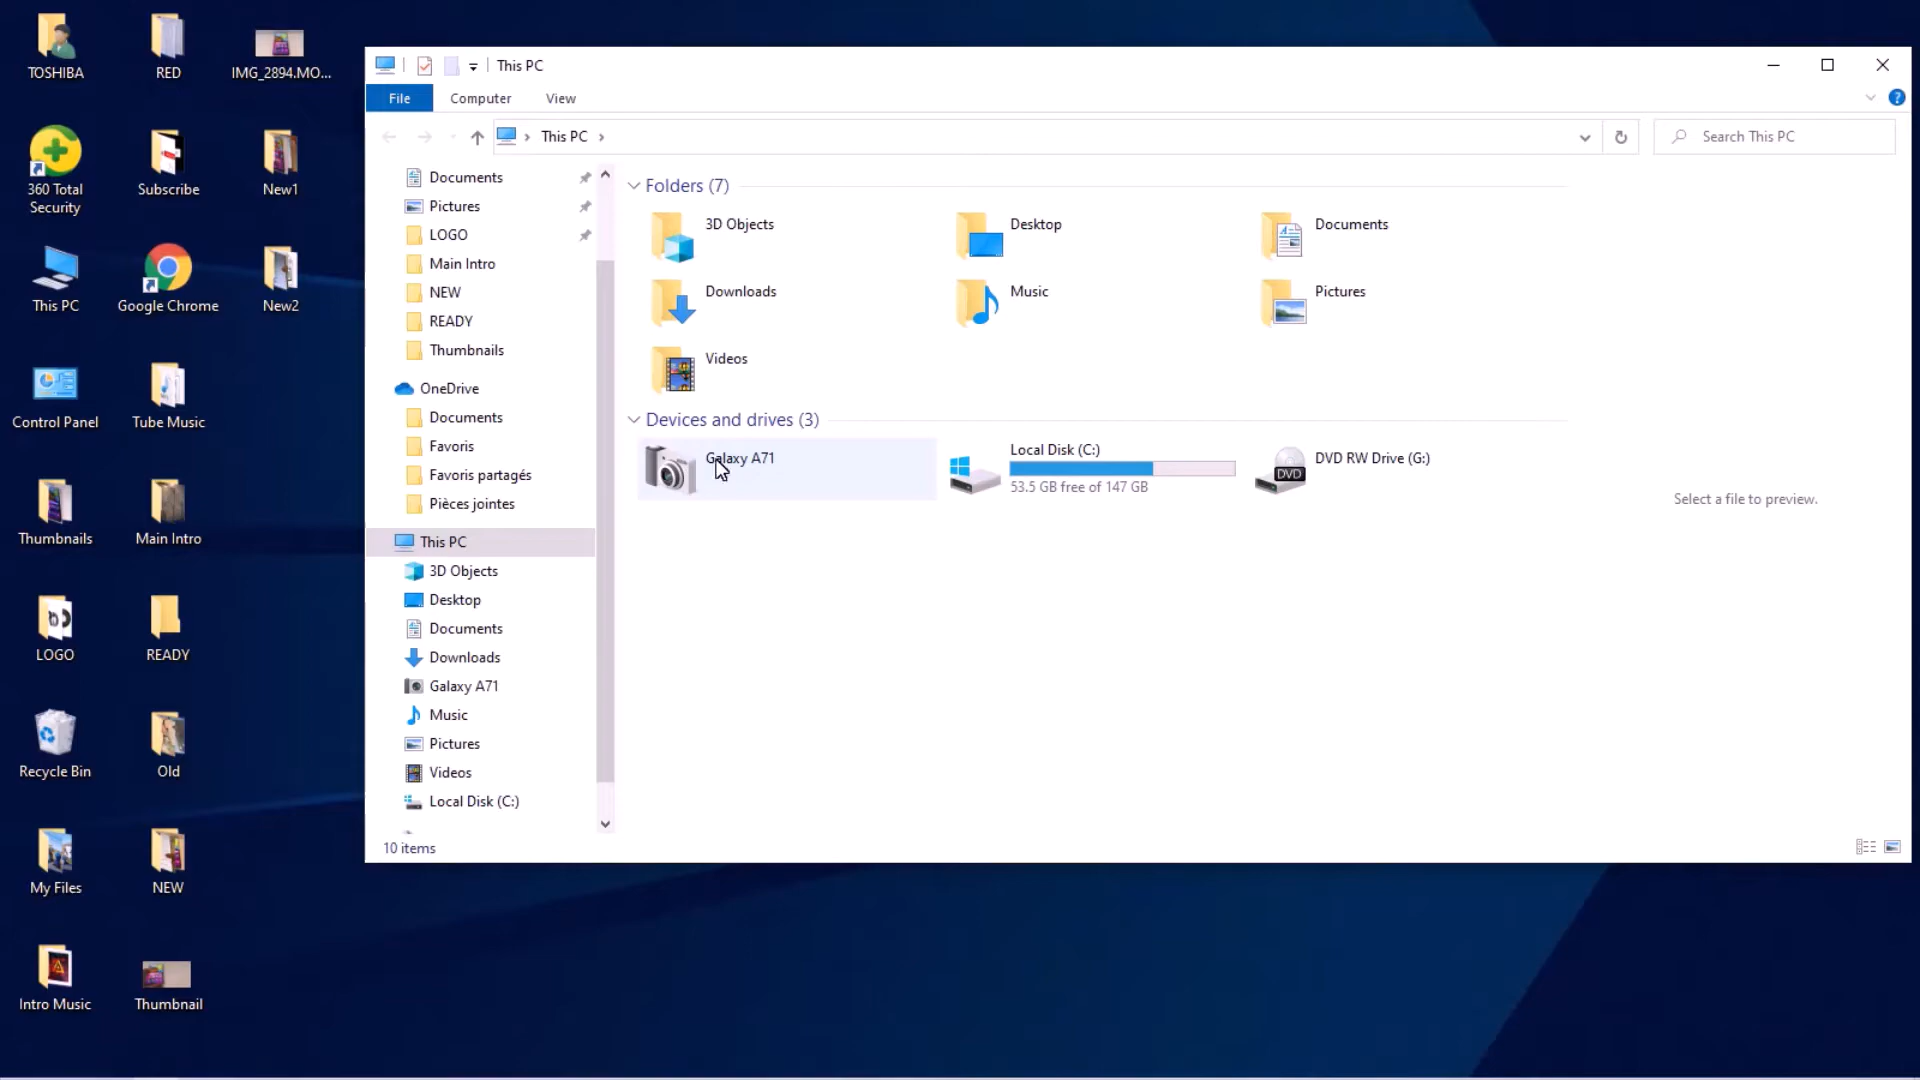 TOSHIBA
RED
IMG_2894.MO...
360 Total
Security
Subscribe
New1
This PC
Google Chrome
New2
Control Panel
Tube Music
Thumbnails
Main Intro
LOGO
READY
Recycle Bin
Old
My Files
NEW
Intro Music
Thumbnail
This PC
File
Computer
View
This PC
Search This PC
Documents
Pictures
LOGO
Main Intro
NEW
READY
Thumbnails
OneDrive
Documents
Favoris
Favoris partagés
Pièces jointes
This PC
3D Objects
Desktop
Documents
Downloads
Galaxy A71
Music
Pictures
Videos
Local Disk (C:)
Folders (7)
3D Objects
Desktop
Documents
Downloads
Music
Pictures
Videos
Devices and drives (3)
Galaxy A71
Local Disk (C:)
53.5 GB free of 147 GB
DVD
DVD RW Drive (G:)
Select a file to preview.
10 items